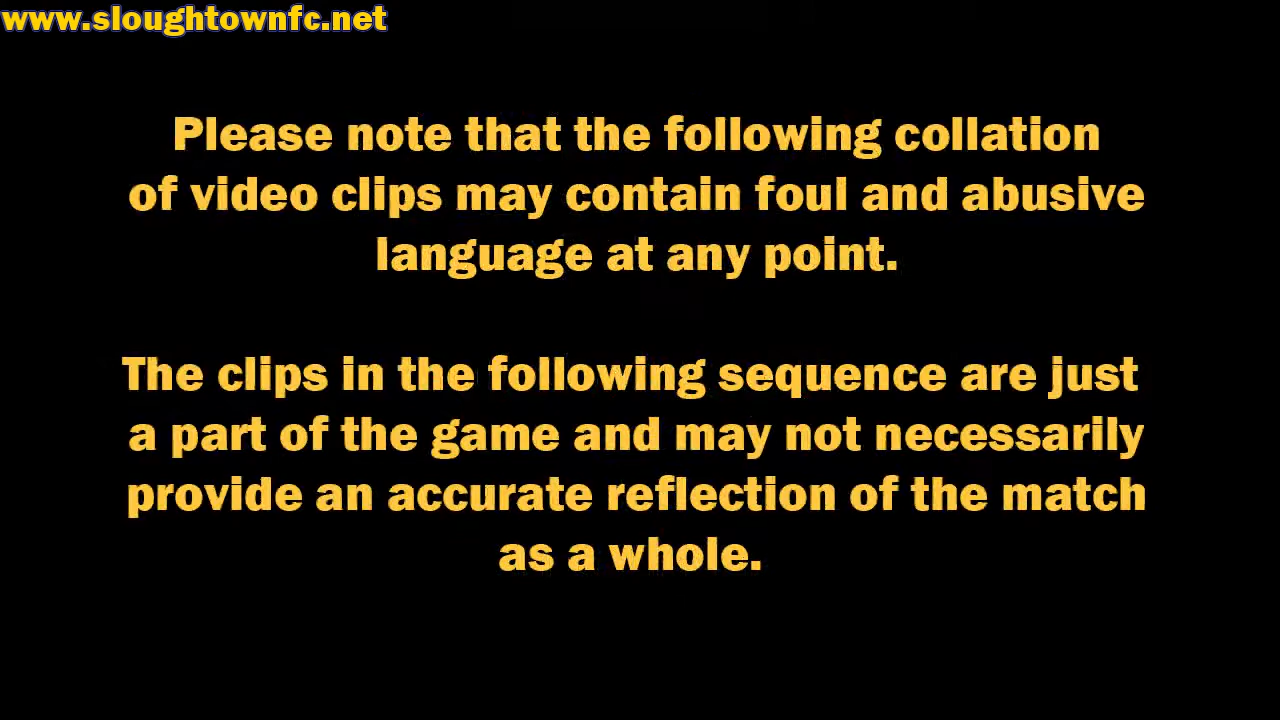 www.sloughtownfc.net
Please note that the following collation
of video clips may contain foul and abusive
language at any point.
The clips in the following sequence are just
a part of the game and may not necessarily
provide an accurate reflection of the match
as a whole.